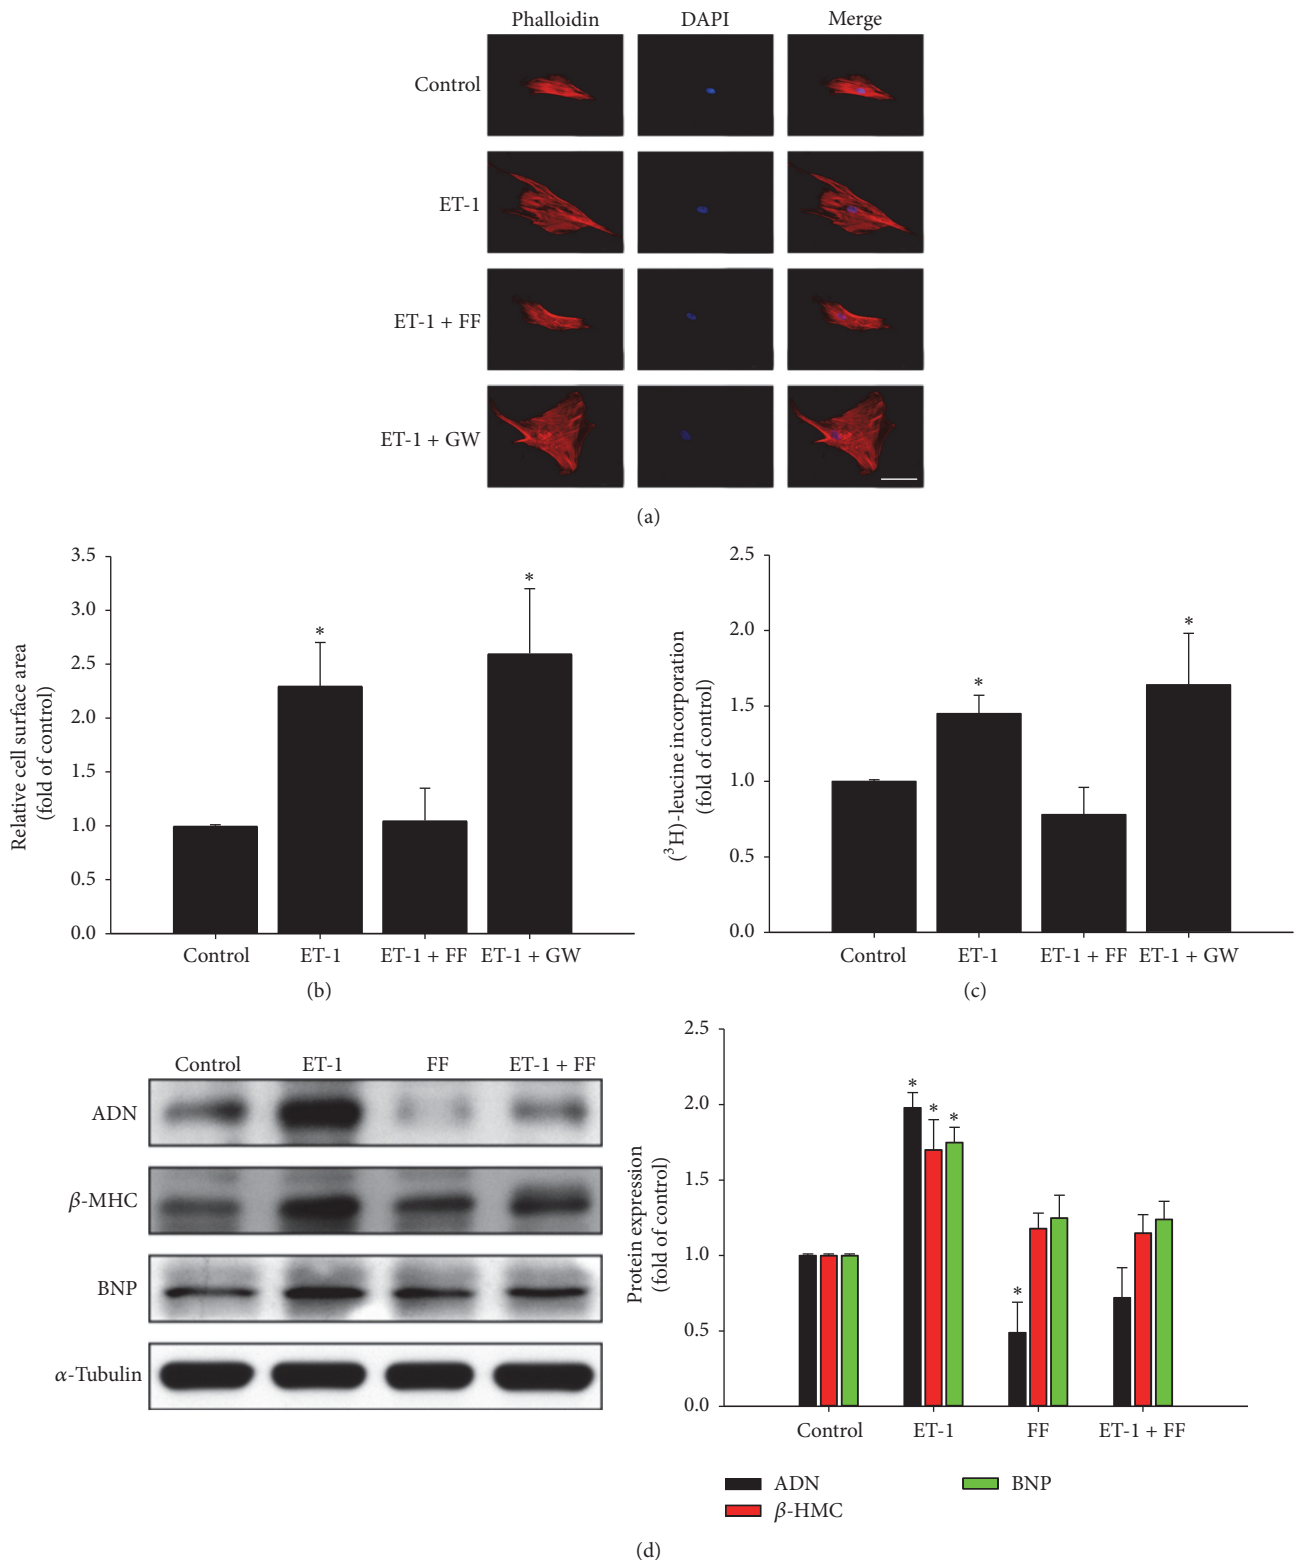 Phalloidin DAPI Merge
Control
ET-1
ET-1 + FF
ET-1 + GW
(a)
Relative cell surface area
(fold of control)
3.5
3.0
2.5
2.0
1.5
1.0
0.5
0.0
*
*
Control ET-1 ET-1 + FF ET-1 + GW
(b)
(³H)-leucine incorporation
(fold of control)
2.5
2.0
1.5
1.0
0.5
0.0
*
*
Control ET-1 ET-1 + FF ET-1 + GW
(c)
Control ET-1 FF ET-1 + FF
ADN
β-MHC
BNP
α-Tubulin
Protein expression
(fold of control)
2.5
2.0
1.5
1.0
0.5
0.0
* * *
*
Control ET-1 FF ET-1 + FF
ADN BNP
β-HMC
(d)